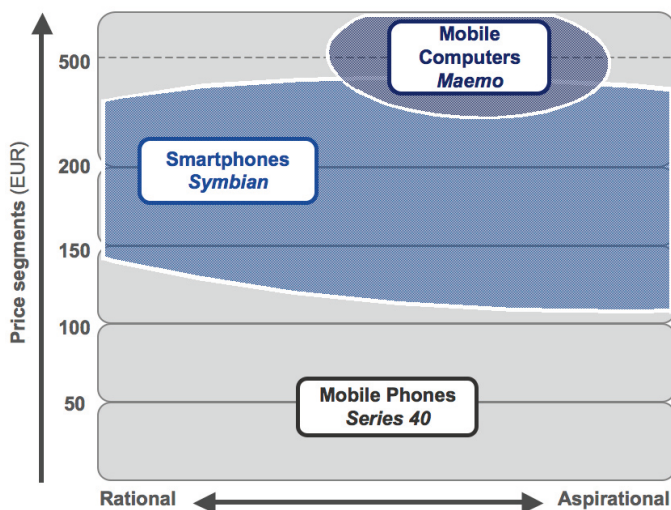 Mobile
Computers
Maemo
500
Smartphones
Symbian
200
150
100
Mobile Phones
Series 40
50
Price segments (EUR)
Rational
Aspirational